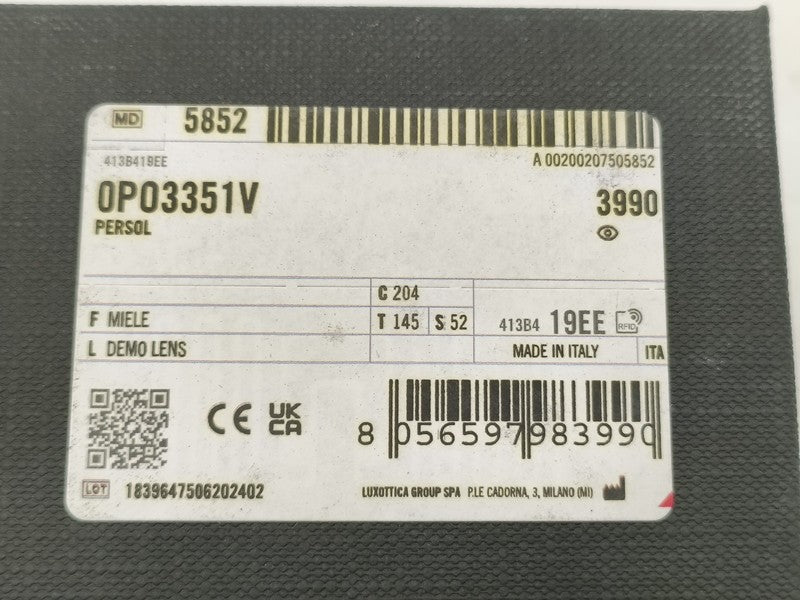 MD 5852
413B419EE
A 00200207505852
0PO3351V 3990
PERSOL
C 204
F MIELE T 145 S 52 413B4 19EE RFID
L DEMO LENS MADE IN ITALY ITA
CE UK CA
8 056597 983990
LOT 1839647506202402 LUXOTTICA GROUP SPA P.LE CADORNA, 3, MILANO (MI)